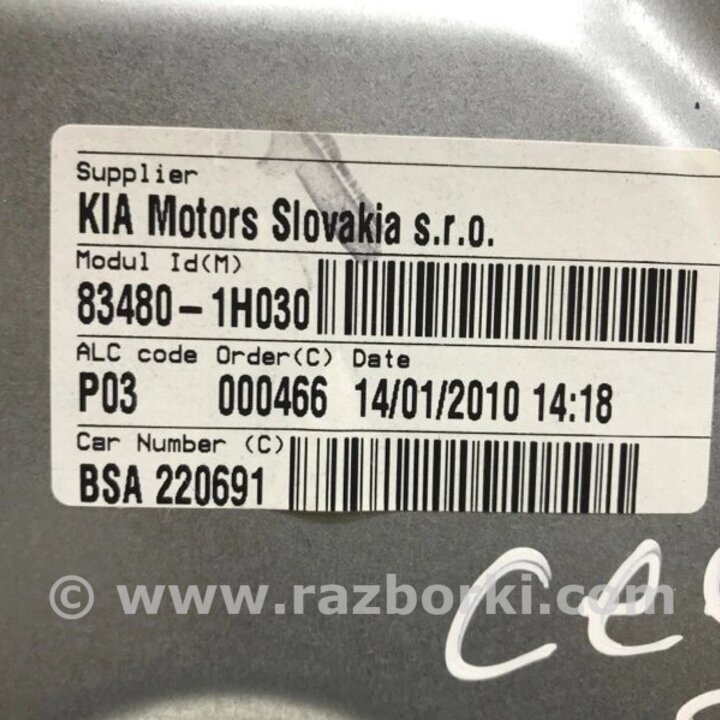 Supplier
KIA Motors Slovakia s.r.o.
Modul Id(M)
83480-1H030
ALC code Order(C) Date
P03 000466 14/01/2010 14:18
Car Number (C)
BSA 220691
© www.razborki.com